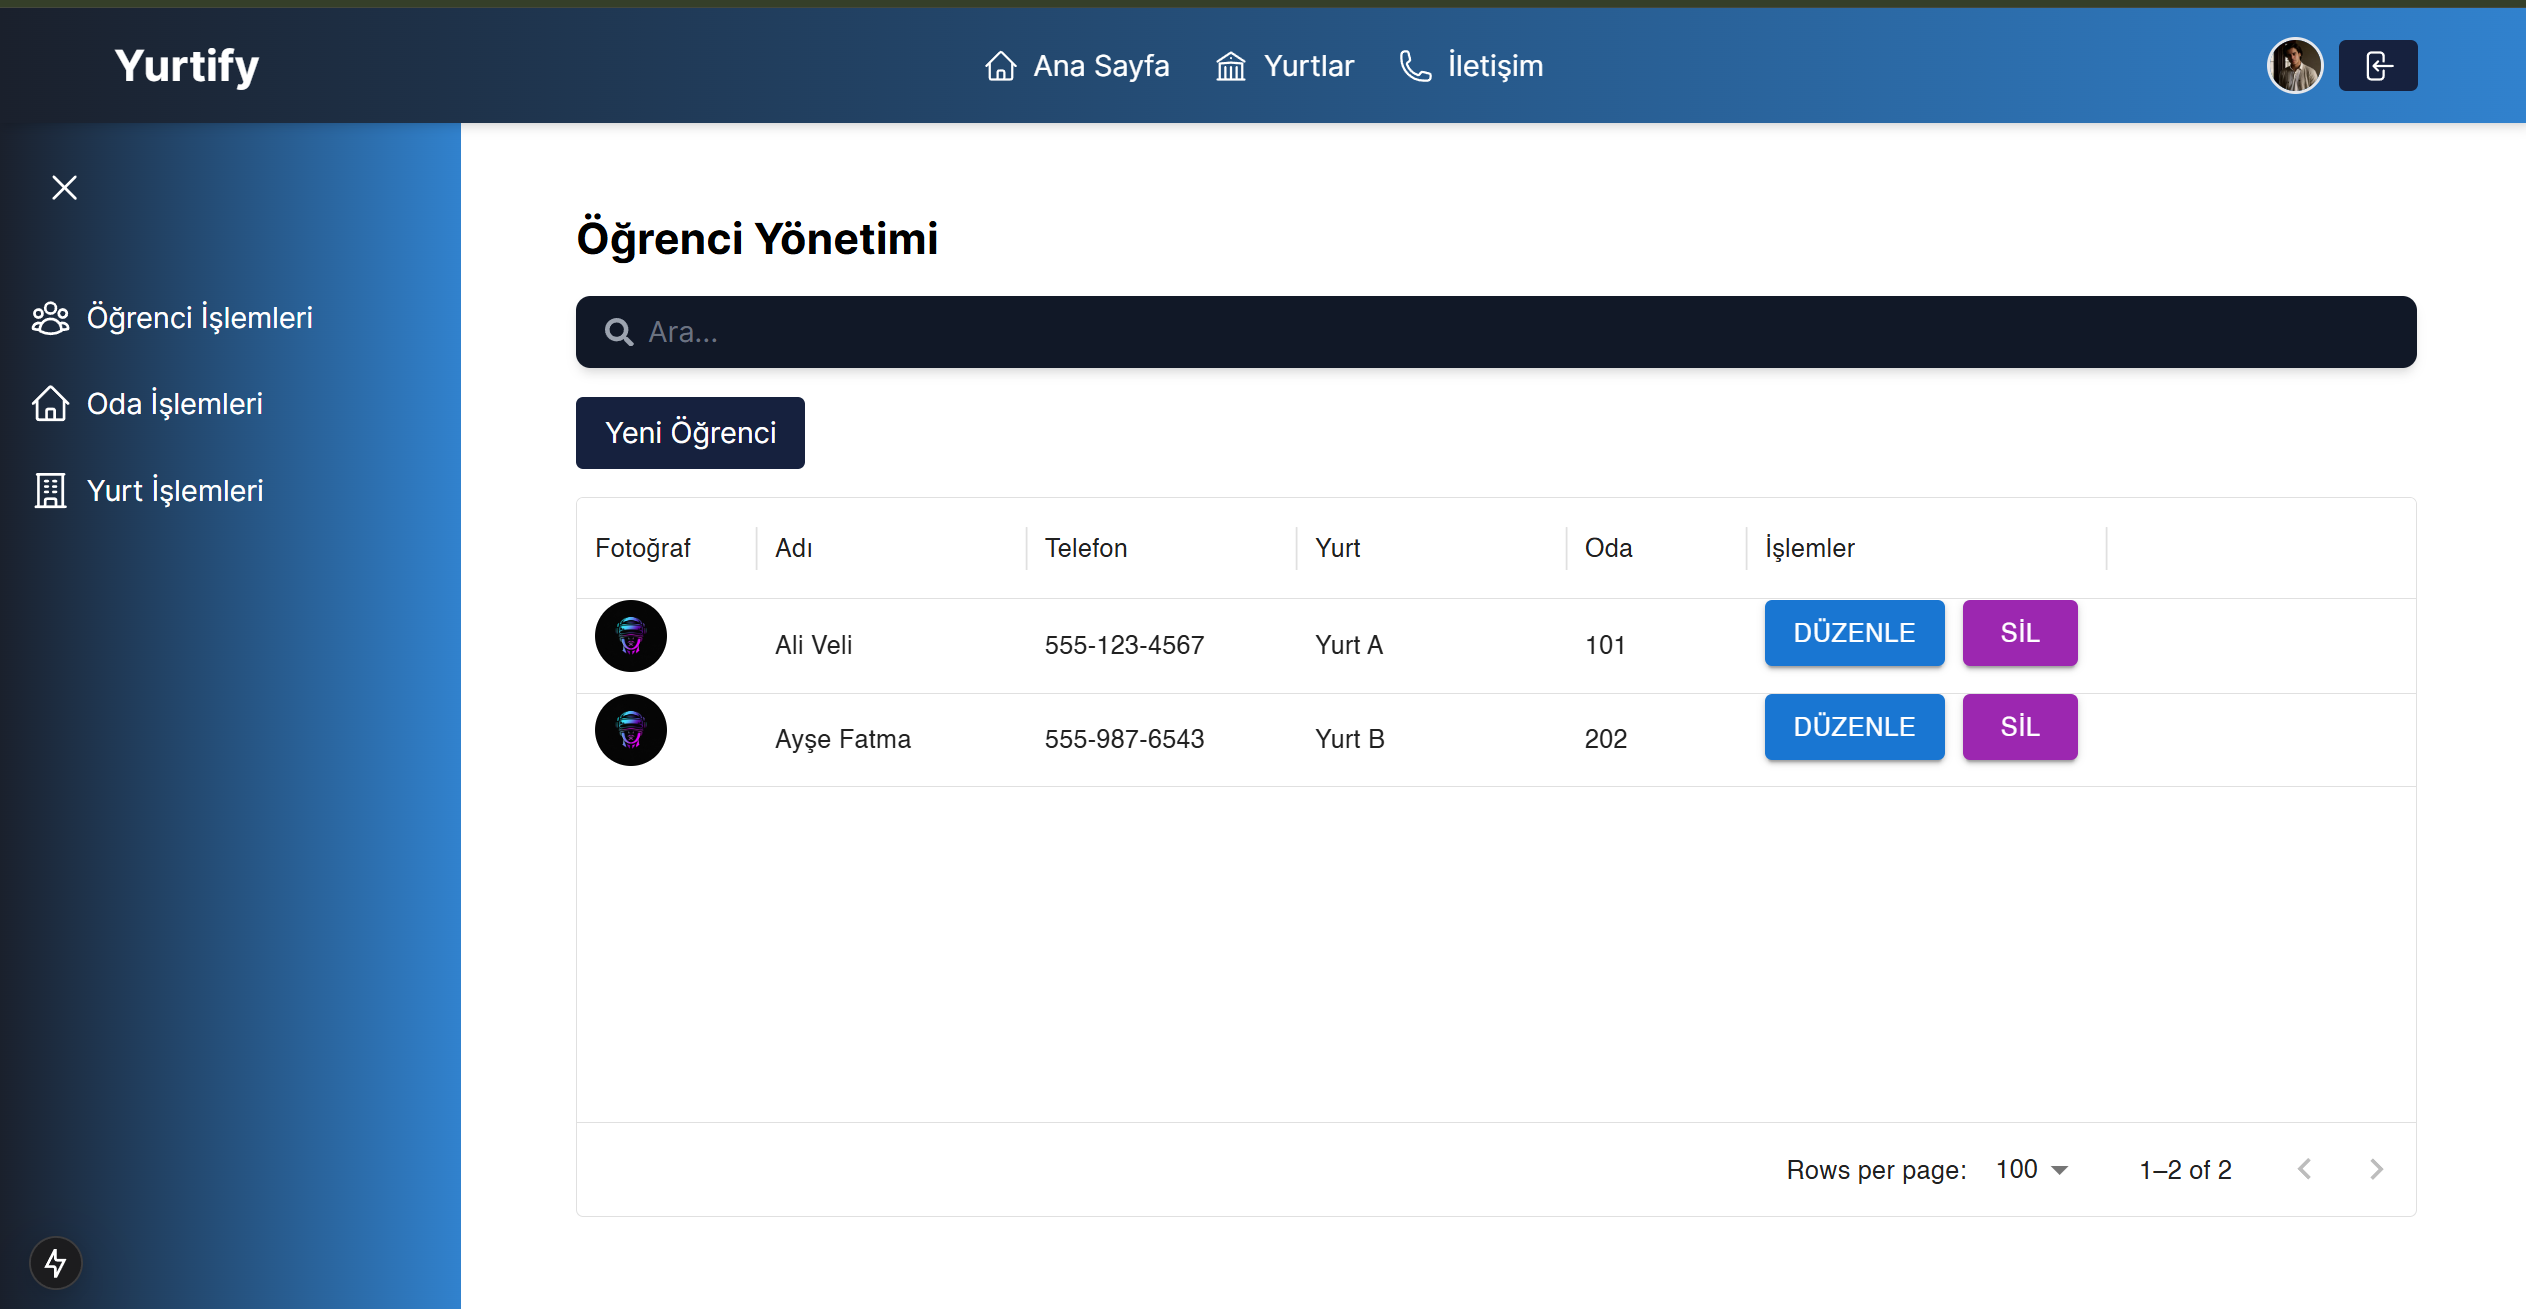 Yurtify
Ana Sayfa Yurtlar İletişim
Öğrenci İşlemleri
Oda İşlemleri
Yurt İşlemleri
Öğrenci Yönetimi
Ara...
Yeni Öğrenci
Fotoğraf Adı Telefon Yurt Oda İşlemler
Ali Veli 555-123-4567 Yurt A 101 DÜZENLE SİL
Ayşe Fatma 555-987-6543 Yurt B 202 DÜZENLE SİL
Rows per page: 100 1–2 of 2